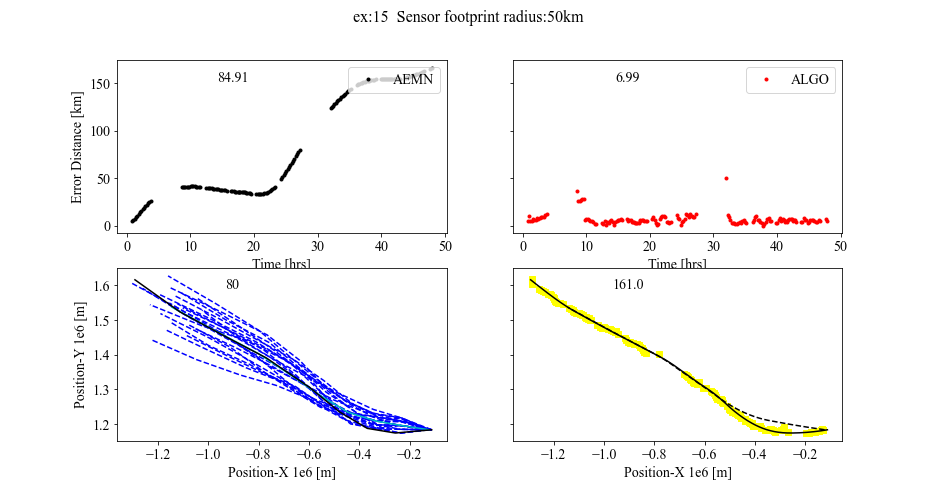 ex:15 Sensor footprint radius:50km
84.91
AEMN
6.99
ALGO
Error Distance [km]
150
100
50
0
0 10 20 30 40 50
0 10 20 30 40 50
Time [hrs]
Time [hrs]
80
161.0
Position-Y 1e6 [m]
1.6
1.5
1.4
1.3
1.2
−1.2 −1.0 −0.8 −0.6 −0.4 −0.2
−1.2 −1.0 −0.8 −0.6 −0.4 −0.2
Position-X 1e6 [m]
Position-X 1e6 [m]